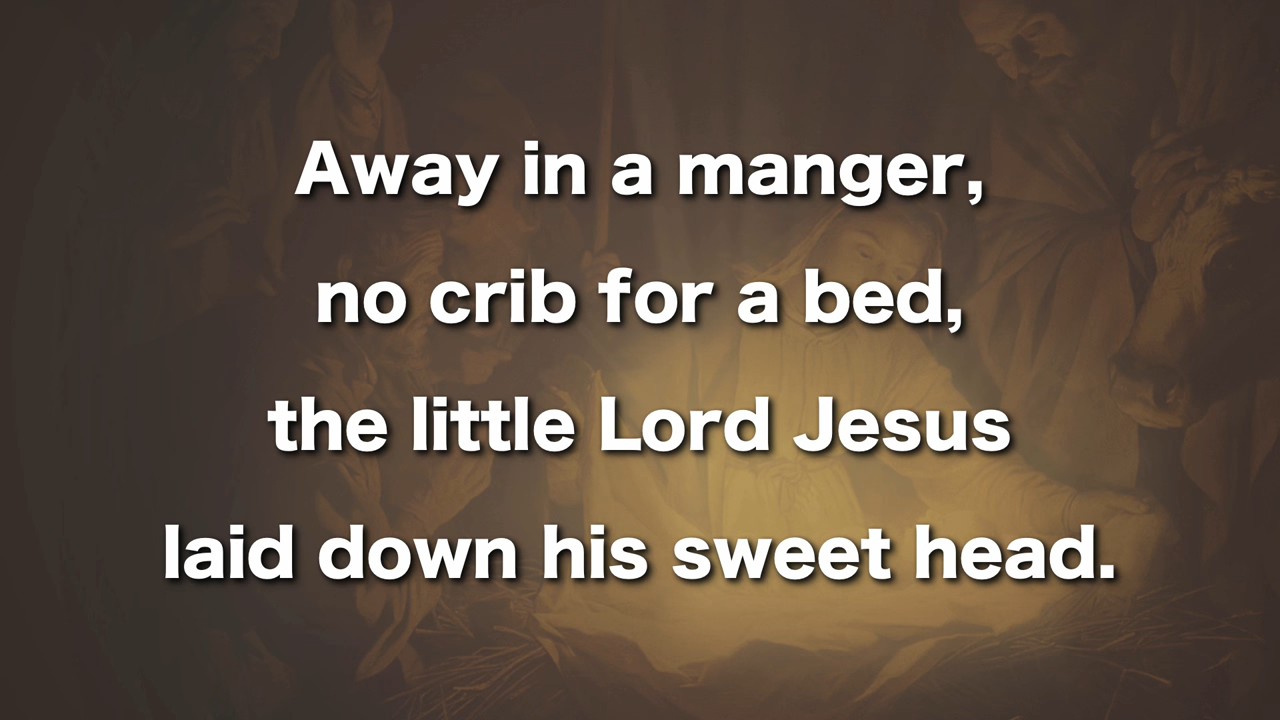 Away in a manger,
no crib for a bed,
the little Lord Jesus
laid down his sweet head.